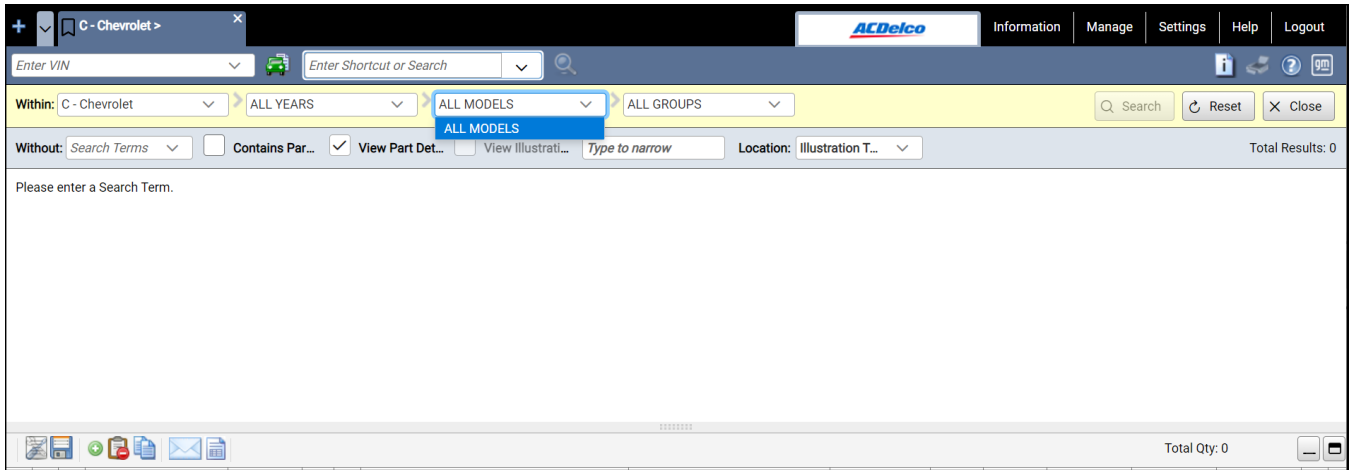 C - Chevrolet >
ACDelco
Information
Manage
Settings
Help
Logout
Enter VIN
Enter Shortcut or Search
i
?
gm
Within: C - Chevrolet
ALL YEARS
ALL MODELS
ALL GROUPS
Search
Reset
Close
ALL MODELS
Without: Search Terms
Contains Par...
View Part Det...
View Illustrati...
Type to narrow
Location: Illustration T...
Total Results: 0
Please enter a Search Term.
Total Qty: 0